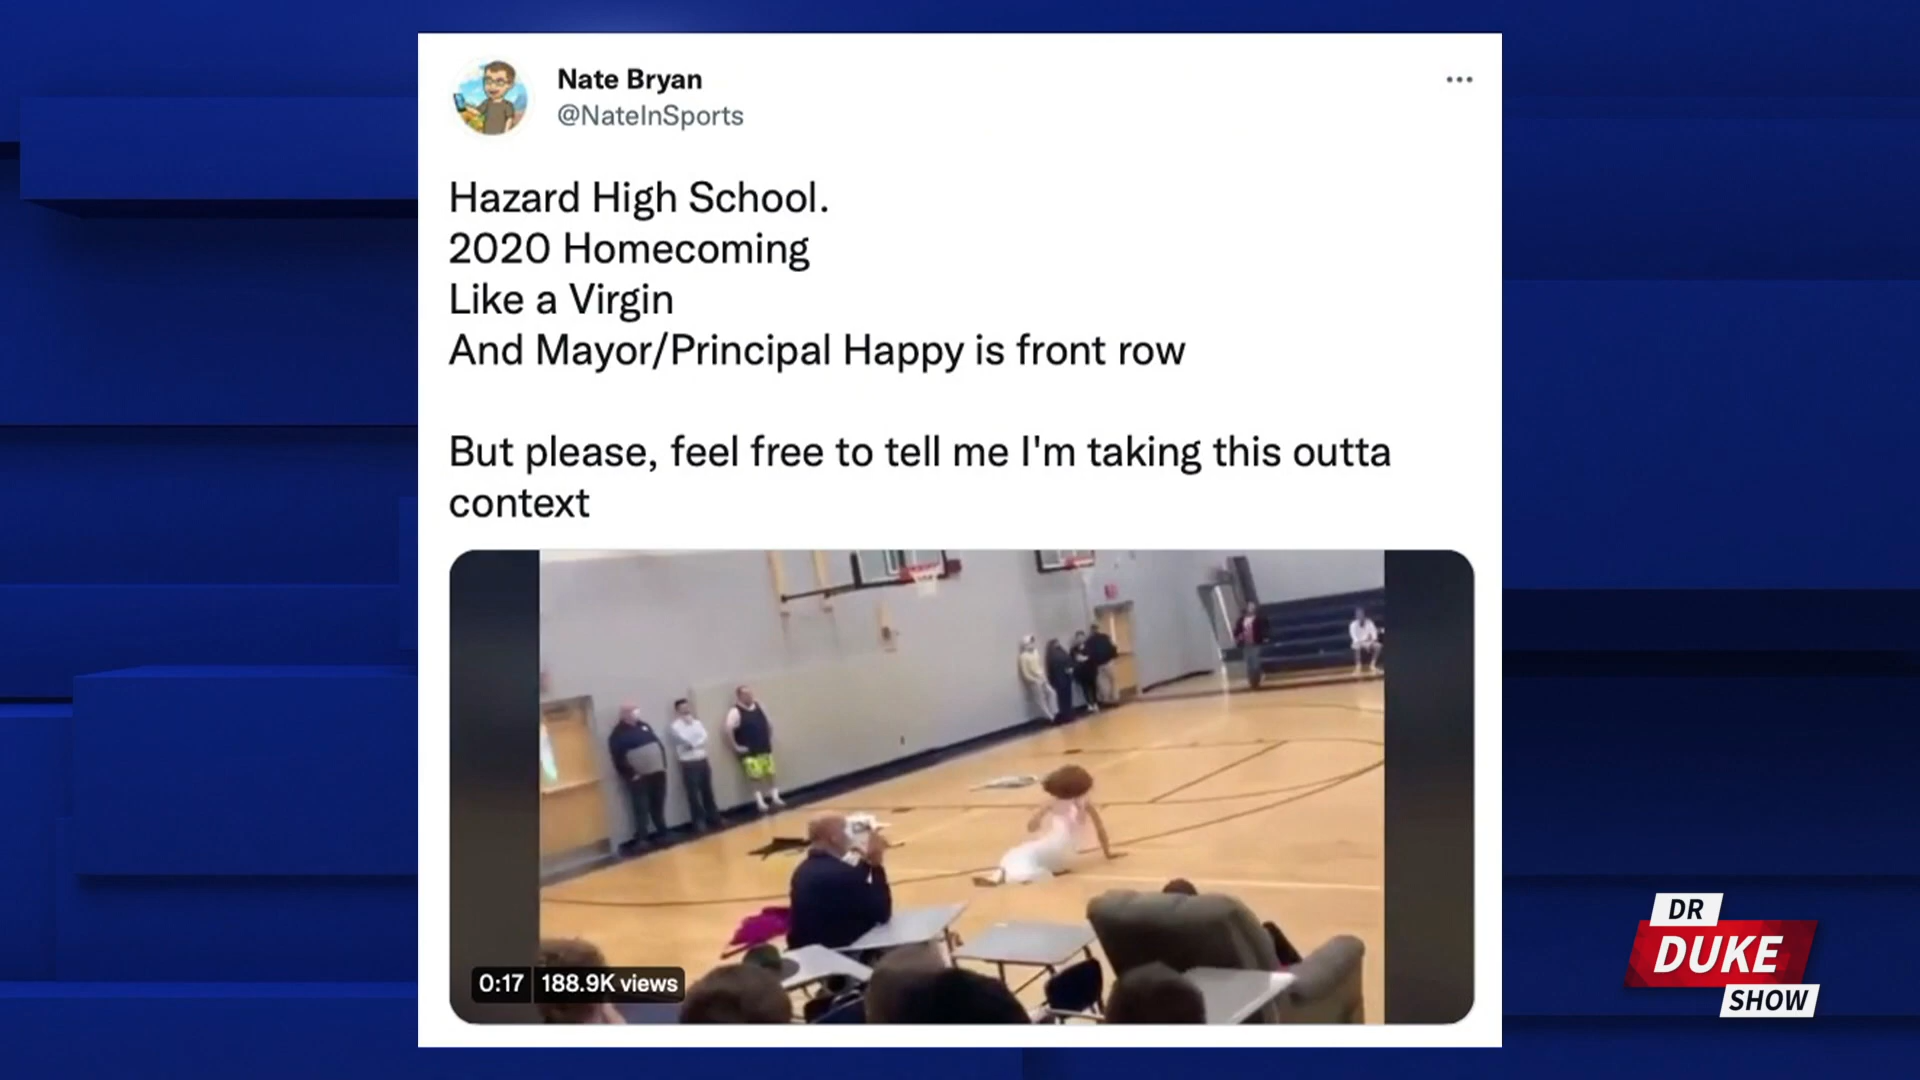 Nate Bryan
@NateInSports
Hazard High School.
2020 Homecoming
Like a Virgin
And Mayor/Principal Happy is front row
But please, feel free to tell me I'm taking this outta
context
0:17 188.9K views
DR
DUKE
SHOW